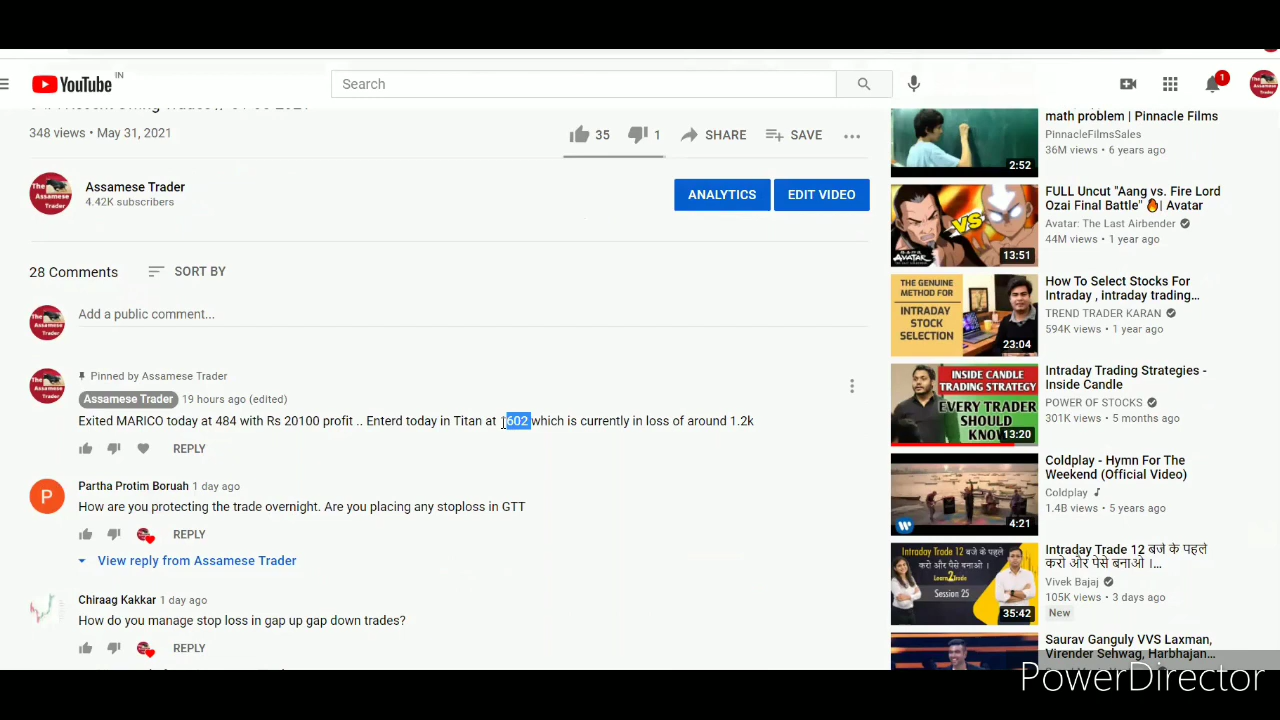 YouTube IN
Search
1
348 views • May 31, 2021
35
1
SHARE
SAVE
Assamese Trader
4.42K subscribers
ANALYTICS
EDIT VIDEO
28 Comments
SORT BY
Add a public comment...
Pinned by Assamese Trader
Assamese Trader 19 hours ago (edited)
Exited MARICO today at 484 with Rs 20100 profit .. Enterd today in Titan at 1602 which is currently in loss of around 1.2k
REPLY
Partha Protim Boruah 1 day ago
How are you protecting the trade overnight. Are you placing any stoploss in GTT
REPLY
View reply from Assamese Trader
Chiraag Kakkar 1 day ago
How do you manage stop loss in gap up gap down trades?
REPLY
math problem | Pinnacle Films
PinnacleFilmsSales
36M views • 6 years ago
2:52
FULL Uncut "Aang vs. Fire Lord
Ozai Final Battle" 🔥| Avatar
Avatar: The Last Airbender
44M views • 1 year ago
VS
AVATAR
13:51
How To Select Stocks For
Intraday , intraday trading...
TREND TRADER KARAN
594K views • 1 year ago
THE GENUINE
METHOD FOR
INTRADAY
STOCK
SELECTION
23:04
Intraday Trading Strategies -
Inside Candle
POWER OF STOCKS
301K views • 5 months ago
INSIDE CANDLE
TRADING STRATEGY
EVERY TRADER
SHOULD
KNOW
13:20
Coldplay - Hymn For The
Weekend (Official Video)
Coldplay
1.4B views • 5 years ago
4:21
Intraday Trade 12 बजे के पहले
करो और पैसे बनाओ ।...
Vivek Bajaj
105K views • 3 days ago
New
Intraday Trade 12 बजे के पहले
करो और पैसे बनाओ ।
Learn2Trade
Session 25
35:42
Saurav Ganguly VVS Laxman,
Virender Sehwag, Harbhajan...
The
Assamese
Trader
P
PowerDirector